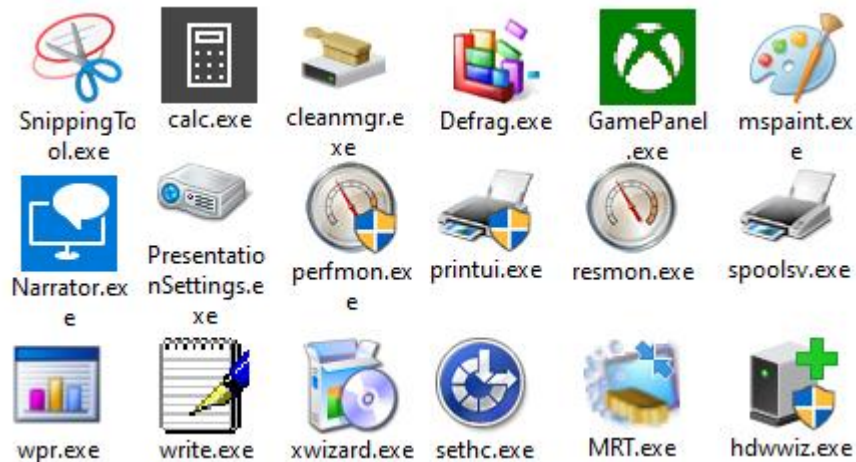 SnippingTo
ol.exe
calc.exe
cleanmgr.e
xe
Defrag.exe
GamePanel
.exe
mspaint.ex
e
Narrator.ex
e
Presentatio
nSettings.e
xe
perfmon.ex
e
printui.exe
resmon.exe
spoolsv.exe
wpr.exe
write.exe
xwizard.exe
sethc.exe
MRT.exe
hdwwiz.exe